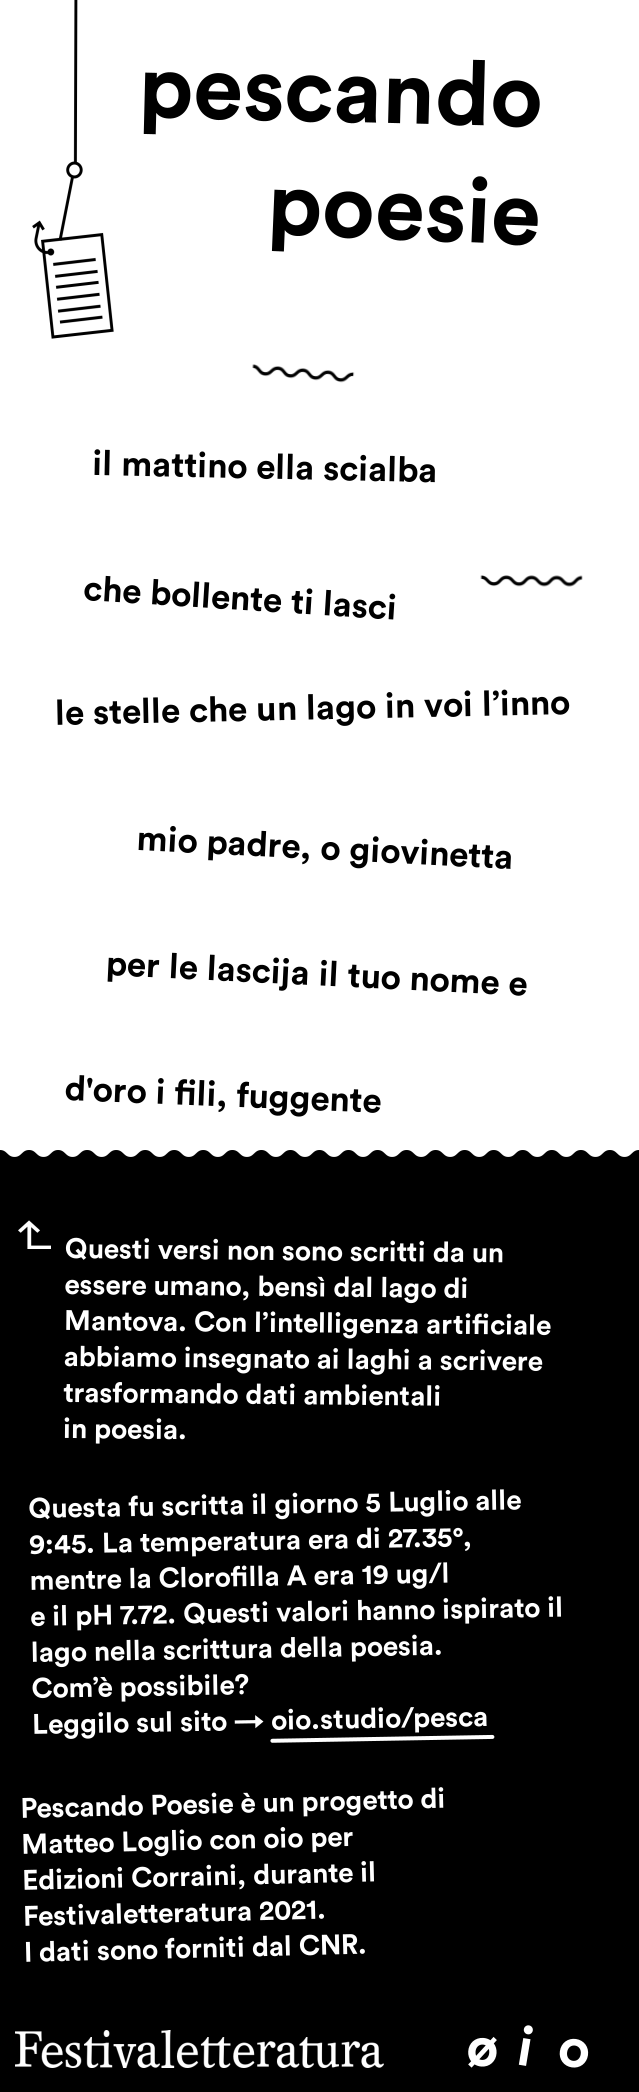 pescando
poesie
il mattino ella scialba
che bollente ti lasci
le stelle che un lago in voi l’inno
mio padre, o giovinetta
per le lascija il tuo nome e
d'oro i fili, fuggente
Questi versi non sono scritti da un
essere umano, bensì dal lago di
Mantova. Con l’intelligenza artificiale
abbiamo insegnato ai laghi a scrivere
trasformando dati ambientali
in poesia.
Questa fu scritta il giorno 5 Luglio alle
9:45. La temperatura era di 27.35°,
mentre la Clorofilla A era 19 ug/l
e il pH 7.72. Questi valori hanno ispirato il
lago nella scrittura della poesia.
Com’è possibile?
Leggilo sul sito → oio.studio/pesca
Pescando Poesie è un progetto di
Matteo Loglio con oio per
Edizioni Corraini, durante il
Festivaletteratura 2021.
I dati sono forniti dal CNR.
Festivaletteratura ø i o